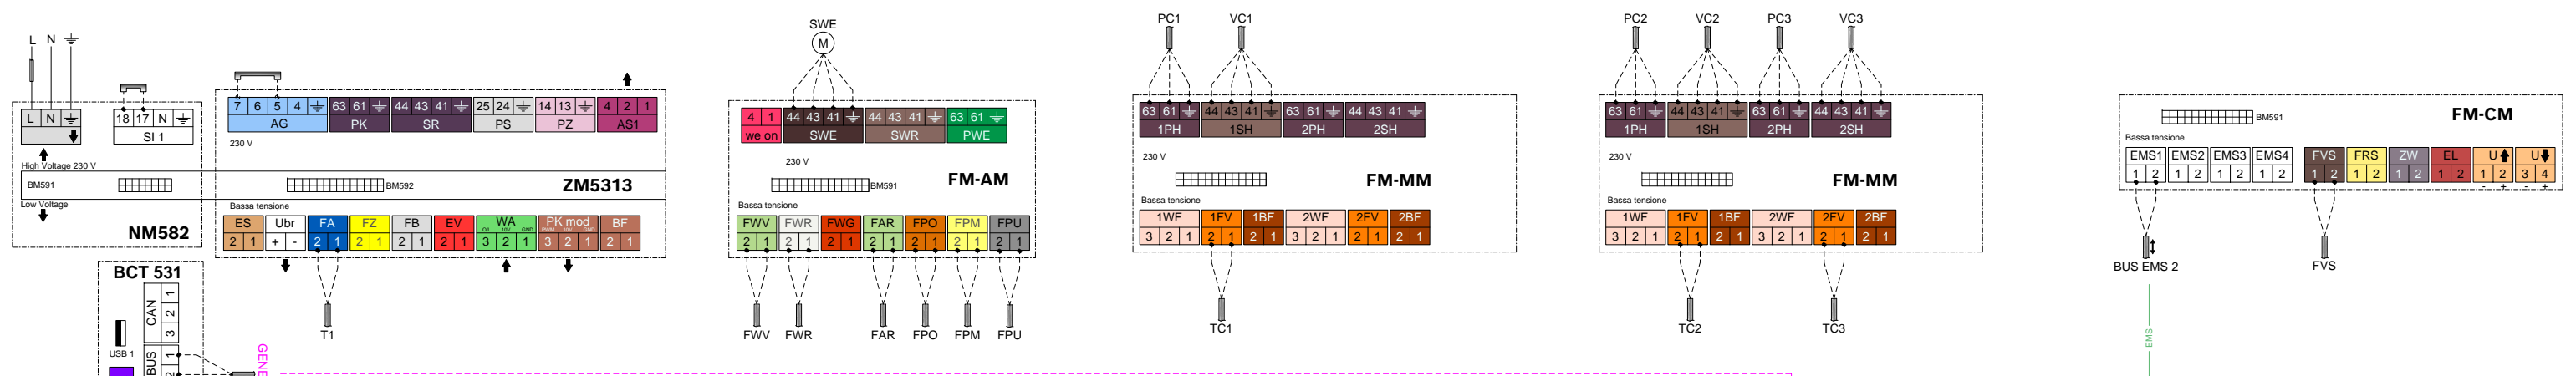 SWE
PC1 VC1
PC2 VC2 PC3 VC3
L N
M
L N
18 17 N
SI 1
High Voltage 230 V
BM591
Low Voltage
NM582
7 6 5 4
AG
63 61
PK
44 43 41
SR
25 24
PS
14 13
PZ
4 2 1
AS1
230 V
BM592
ZM5313
Bassa tensione
ES Ubr FA FZ FB EV WA PK mod BF
2 1 + - 2 1 2 1 2 1 2 1 3 2 1 3 2 1 2 1
T1
4 1
we on
44 43 41
SWE
44 43 41
SWR
63 61
PWE
230 V
BM591
FM-AM
Bassa tensione
FWV FWR FWG FAR FPO FPM FPU
2 1 2 1 2 1 2 1 2 1 2 1 2 1
FWV FWR FAR FPO FPM FPU
63 61
1PH
44 43 41
1SH
63 61
2PH
44 43 41
2SH
230 V
FM-MM
Bassa tensione
1WF 1FV 1BF 2WF 2FV 2BF
3 2 1 2 1 2 1 3 2 1 2 1 2 1
TC1
63 61
1PH
44 43 41
1SH
63 61
2PH
44 43 41
2SH
230 V
FM-MM
Bassa tensione
1WF 1FV 1BF 2WF 2FV 2BF
3 2 1 2 1 2 1 3 2 1 2 1 2 1
TC2 TC3
BM591
FM-CM
Bassa tensione
EMS1 EMS2 EMS3 EMS4 FVS FRS ZW EL U U
1 2 1 2 1 2 1 2 1 2 1 2 1 2 1 2 1 2 3 4
- + - +
BUS EMS 2 FVS
EMS
BCT 531
CAN
3 2 1
USB 1
BUS
1